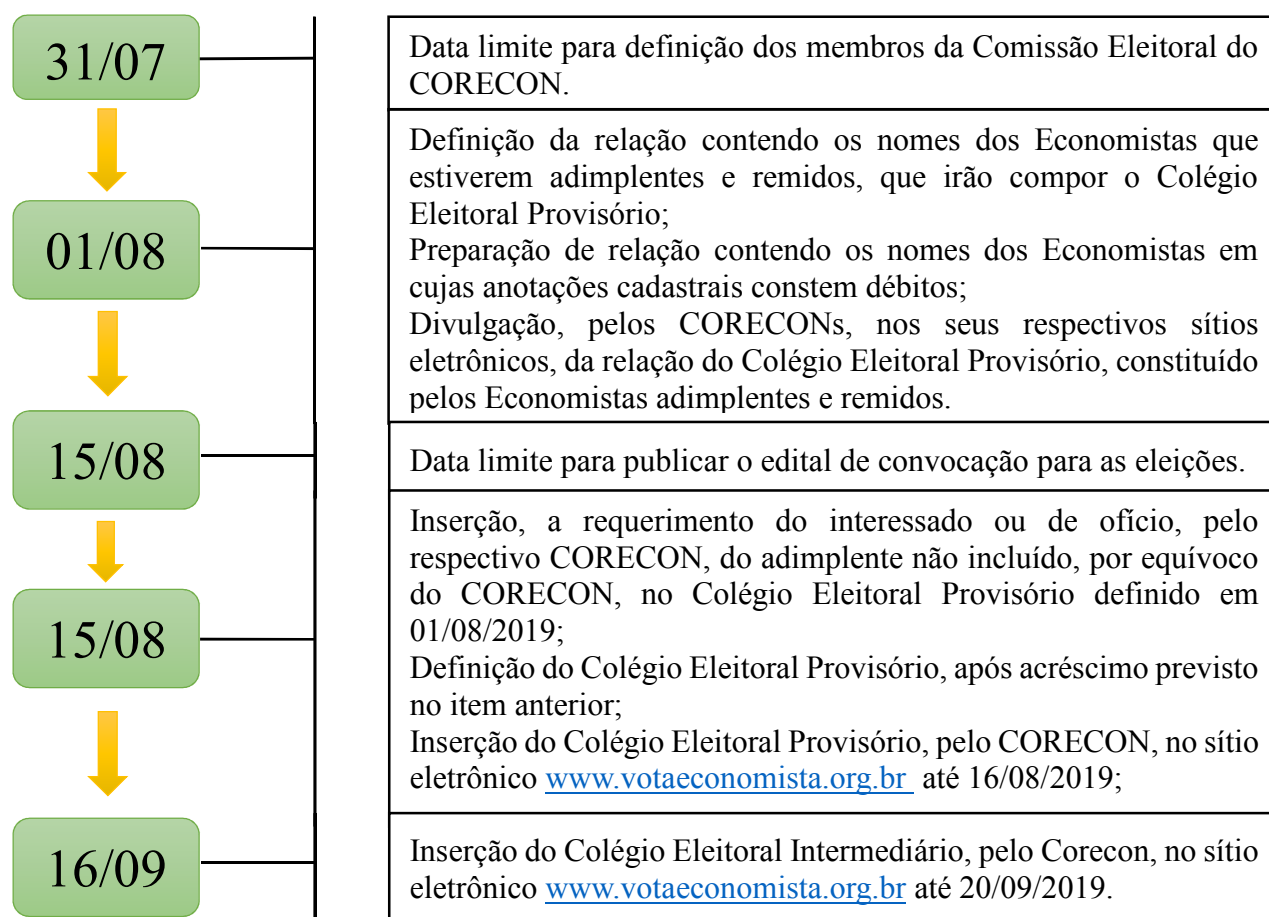 31/07
Data limite para definição dos membros da Comissão Eleitoral do
CORECON.
01/08
Definição da relação contendo os nomes dos Economistas que
estiverem adimplentes e remidos, que irão compor o Colégio
Eleitoral Provisório;
Preparação de relação contendo os nomes dos Economistas em
cujas anotações cadastrais constem débitos;
Divulgação, pelos CORECONs, nos seus respectivos sítios
eletrônicos, da relação do Colégio Eleitoral Provisório, constituído
pelos Economistas adimplentes e remidos.
15/08
Data limite para publicar o edital de convocação para as eleições.
15/08
Inserção, a requerimento do interessado ou de ofício, pelo
respectivo CORECON, do adimplente não incluído, por equívoco
do CORECON, no Colégio Eleitoral Provisório definido em
01/08/2019;
Definição do Colégio Eleitoral Provisório, após acréscimo previsto
no item anterior;
Inserção do Colégio Eleitoral Provisório, pelo CORECON, no sítio
eletrônico www.votaeconomista.org.br até 16/08/2019;
16/09
Inserção do Colégio Eleitoral Intermediário, pelo Corecon, no sítio
eletrônico www.votaeconomista.org.br até 20/09/2019.